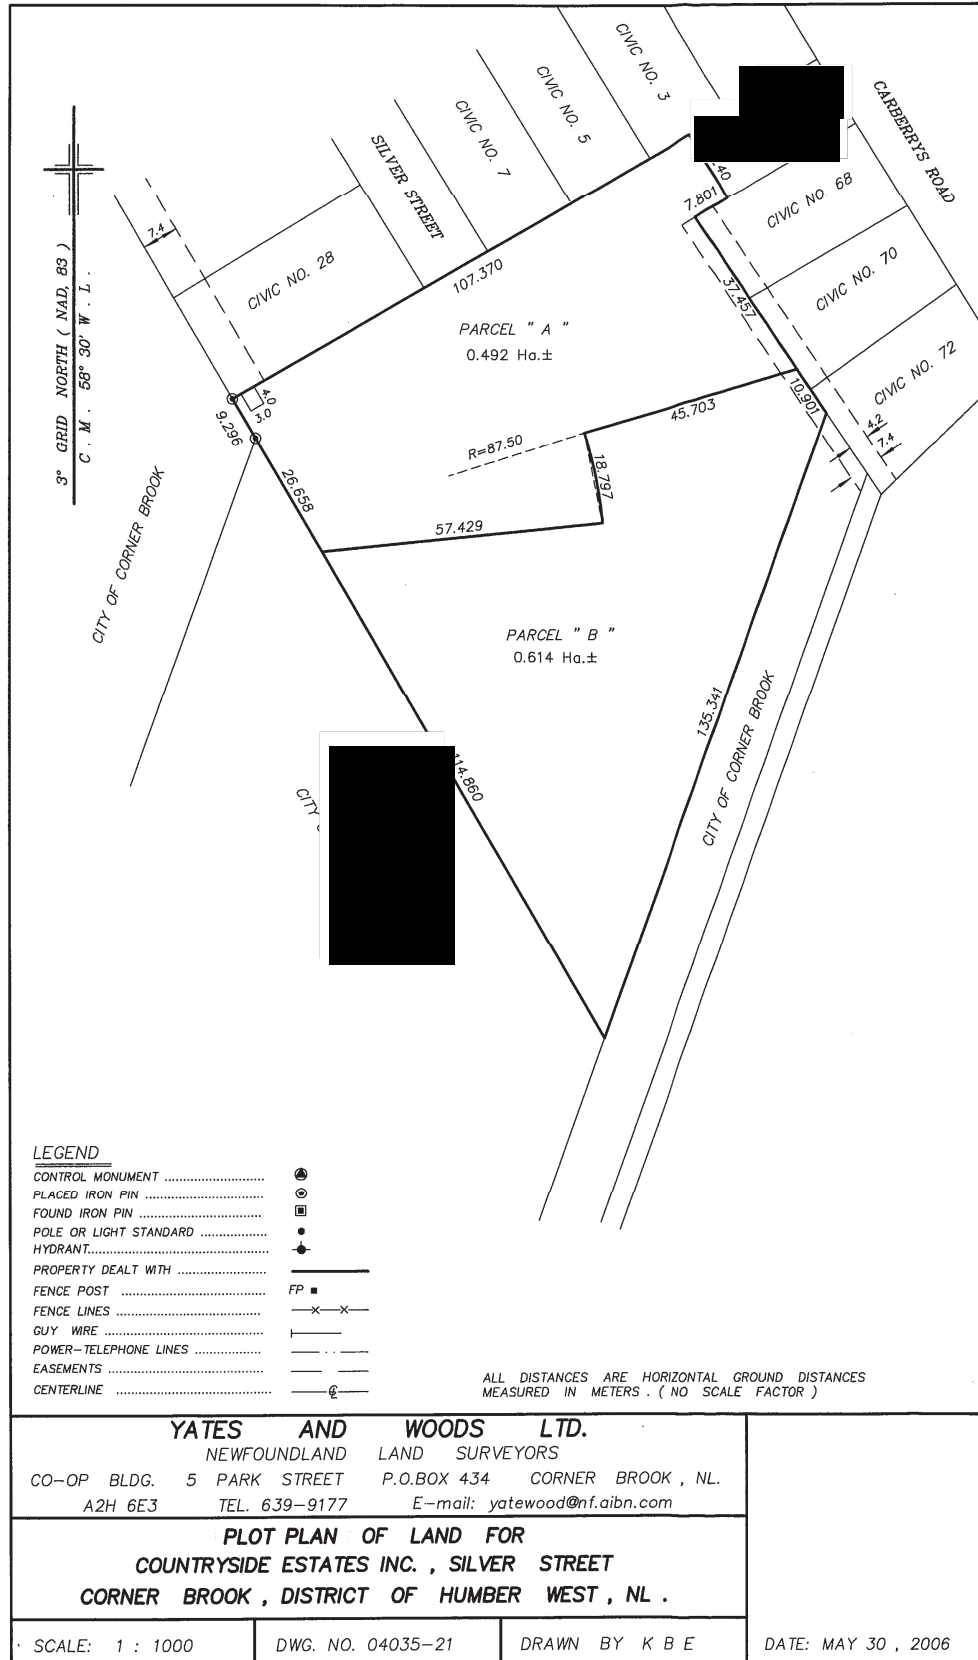 CIVIC NO. 3
CIVIC NO. 5
CIVIC NO. 7
SILVER STREET
CARBERRYS ROAD
40
7.801
CIVIC NO. 68
7.4
CIVIC NO. 28
107.370
37.457
CIVIC NO. 70
3° GRID NORTH ( NAD, 83 )
C . M . 58° 30' W . L .
PARCEL " A "
0.492 Ha.±
CIVIC NO. 72
4.0
3.0
9.296
10.901
45.703
4.2
7.4
R=87.50
18.797
26.658
57.429
CITY OF CORNER BROOK
PARCEL " B "
0.614 Ha.±
135.341
CITY OF CORNER BROOK
114.860
CITY
LEGEND
CONTROL MONUMENT .........................
PLACED IRON PIN ..............................
FOUND IRON PIN ...............................
POLE OR LIGHT STANDARD .................
HYDRANT.............................................
PROPERTY DEALT WITH ......................
FENCE POST .................................... FP
FENCE LINES ....................................
GUY WIRE .......................................
POWER-TELEPHONE LINES .................
EASEMENTS ......................................
CENTERLINE ....................................... ℄
ALL DISTANCES ARE HORIZONTAL GROUND DISTANCES
MEASURED IN METERS . ( NO SCALE FACTOR )
YATES AND WOODS LTD.
NEWFOUNDLAND LAND SURVEYORS
CO-OP BLDG. 5 PARK STREET P.O.BOX 434 CORNER BROOK , NL.
A2H 6E3 TEL. 639-9177 E-mail: yatewood@nf.aibn.com
PLOT PLAN OF LAND FOR
COUNTRYSIDE ESTATES INC. , SILVER STREET
CORNER BROOK , DISTRICT OF HUMBER WEST , NL .
SCALE: 1 : 1000
DWG. NO. 04035-21
DRAWN BY K B E
DATE: MAY 30 , 2006